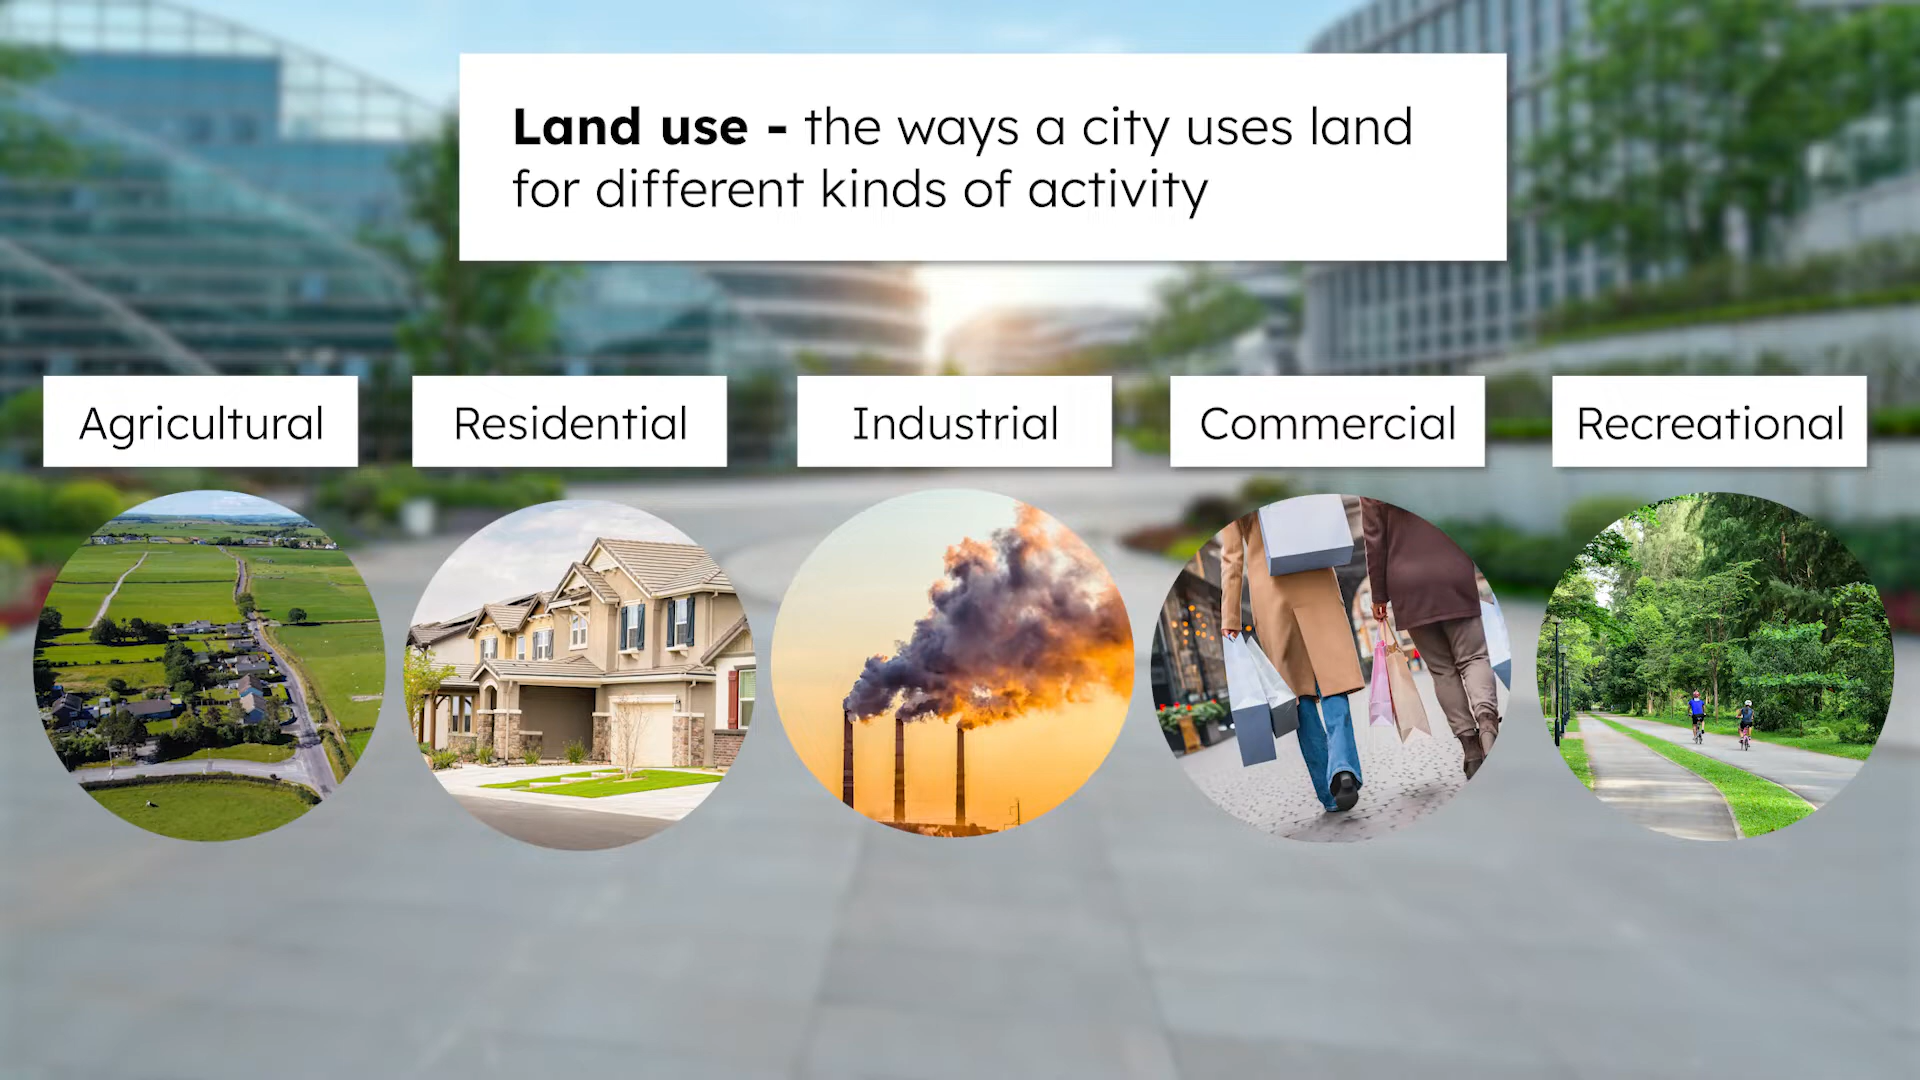 Land use - the ways a city uses land
for different kinds of activity
Agricultural
Residential
Industrial
Commercial
Recreational